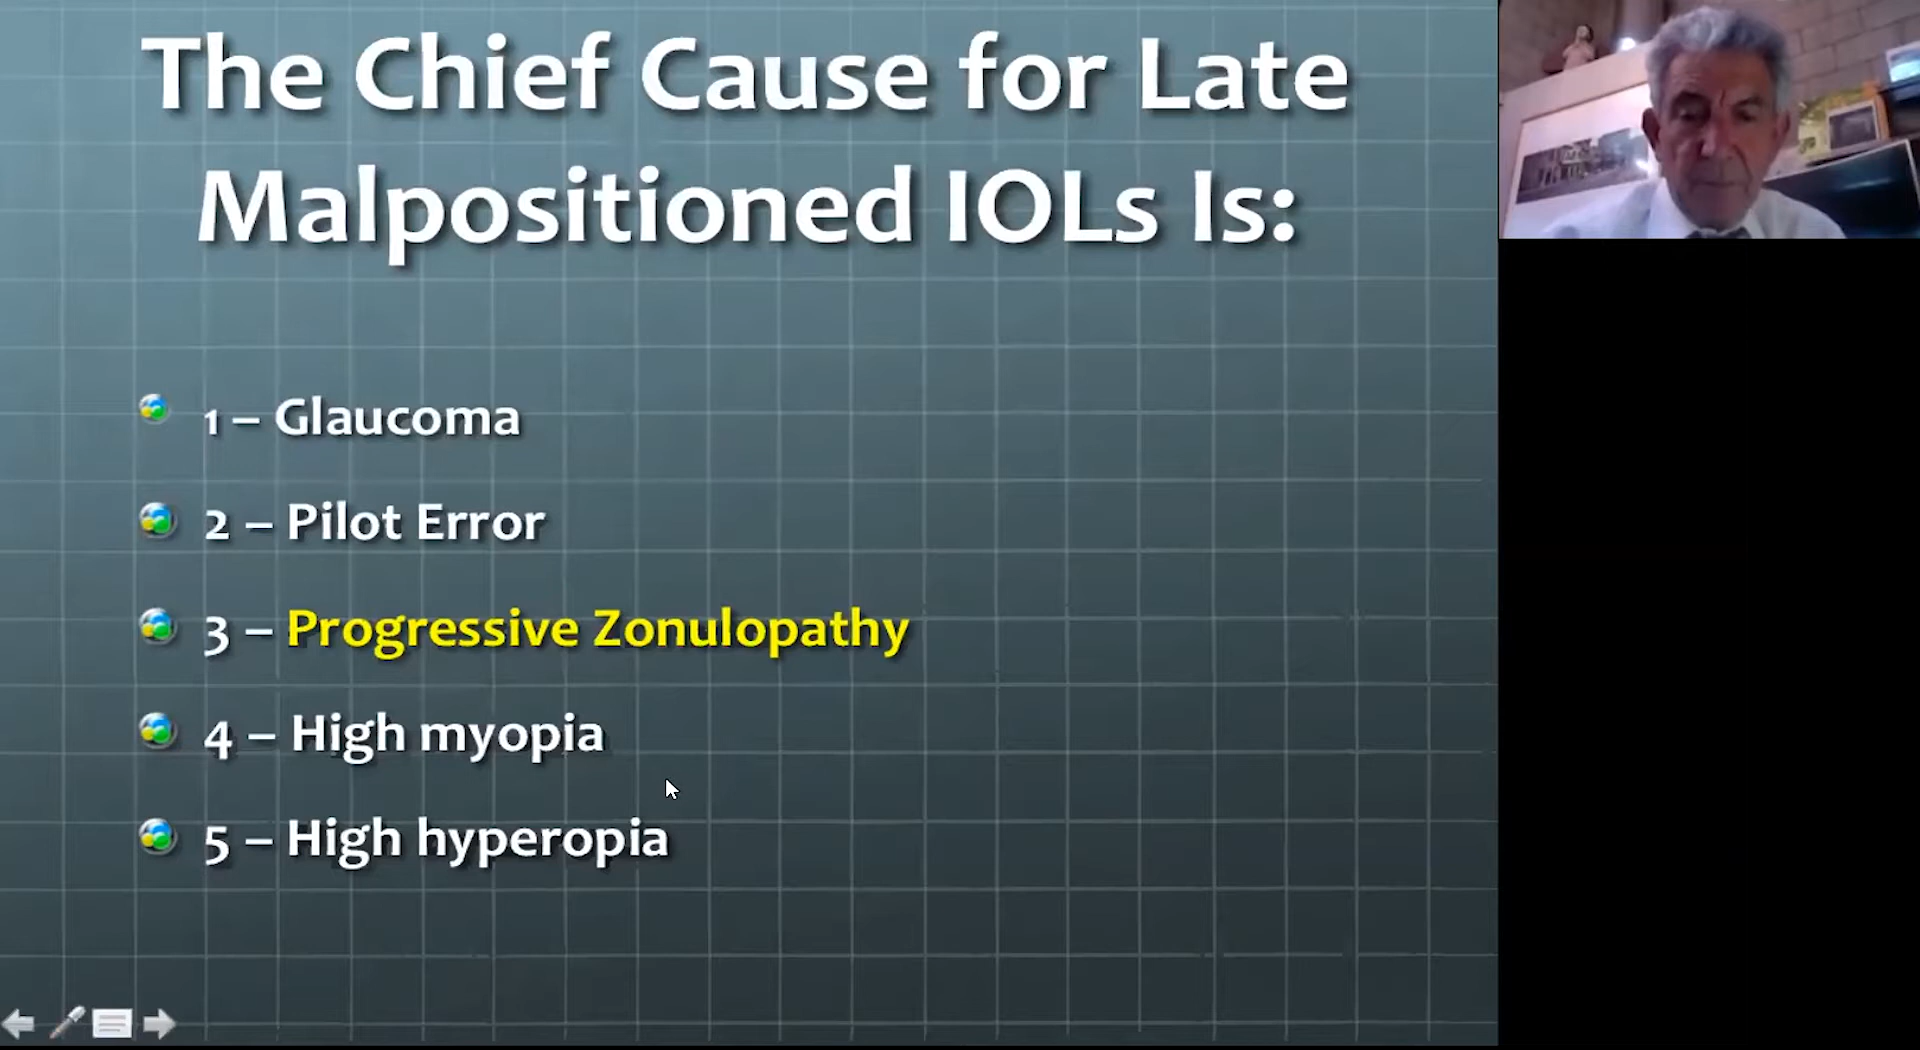 The Chief Cause for Late
Malpositioned IOLs Is:
1 – Glaucoma
2 – Pilot Error
3 – Progressive Zonulopathy
4 – High myopia
5 – High hyperopia